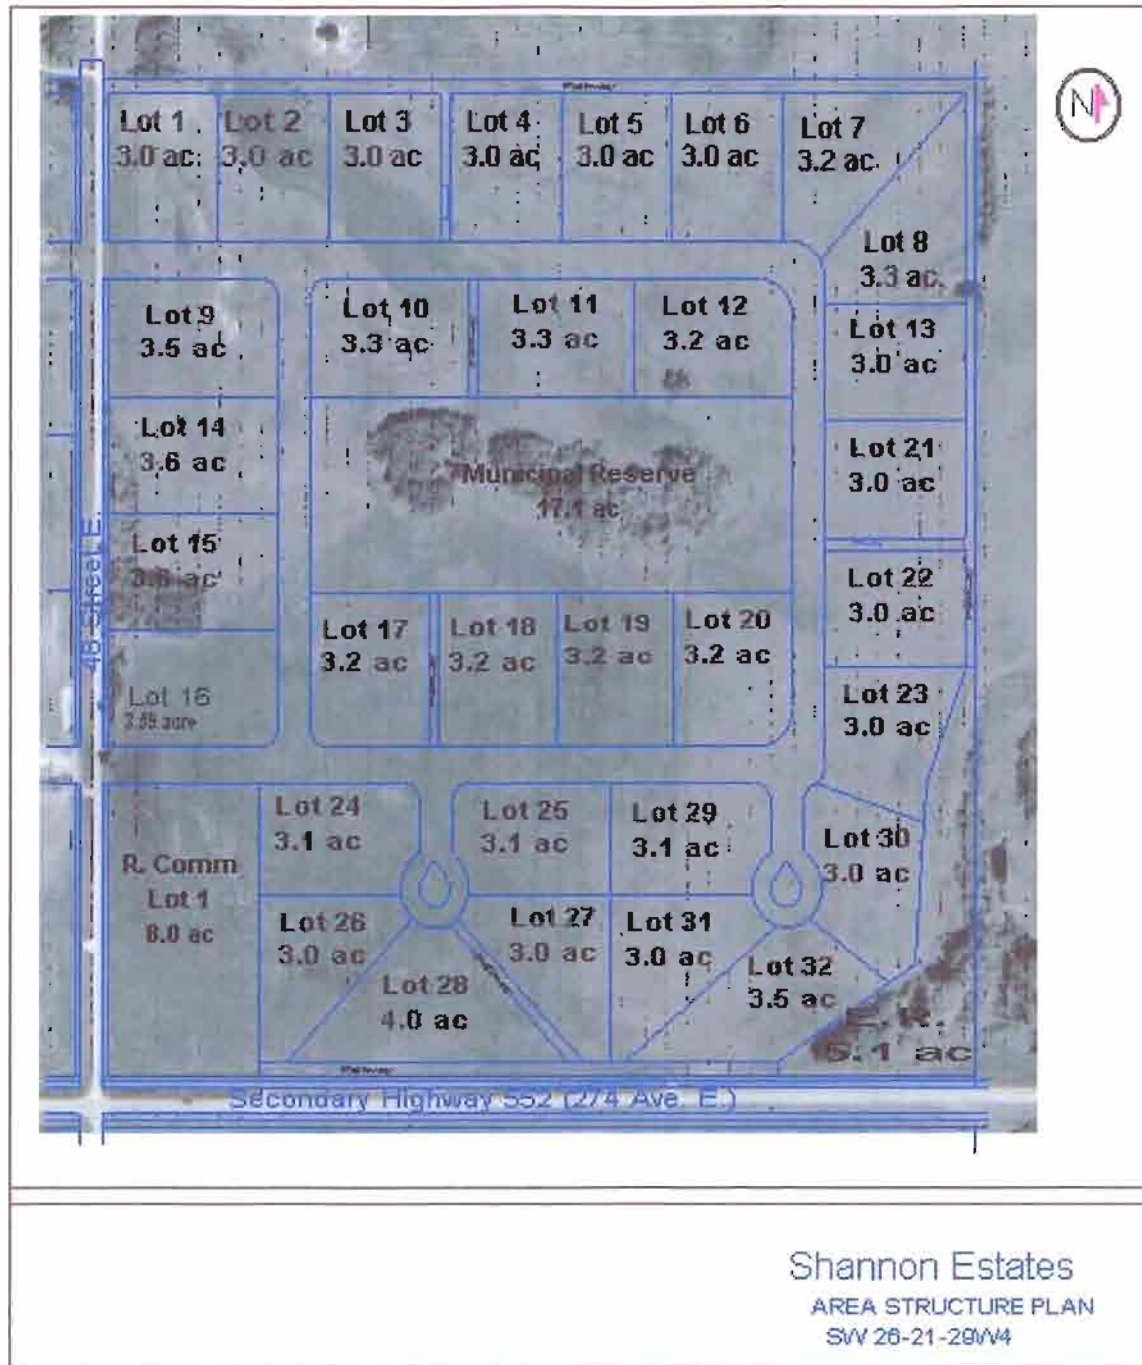 Pathway
N
Lot 1
3.0 ac
Lot 2
3.0 ac
Lot 3
3.0 ac
Lot 4
3.0 ac
Lot 5
3.0 ac
Lot 6
3.0 ac
Lot 7
3.2 ac
Lot 8
3.3 ac
Lot 9
3.5 ac
Lot 10
3.3 ac
Lot 11
3.3 ac
Lot 12
3.2 ac
Lot 13
3.0 ac
Lot 14
3.6 ac
Municipal Reserve
17.1 ac
Lot 21
3.0 ac
Lot 15
ac
Lot 22
3.0 ac
48 Street E.
Lot 16
3.59 acre
Lot 17
3.2 ac
Lot 18
3.2 ac
Lot 19
3.2 ac
Lot 20
3.2 ac
Lot 23
3.0 ac
Lot 24
3.1 ac
Lot 25
3.1 ac
Lot 29
3.1 ac
Lot 30
3.0 ac
R. Comm
Lot 1
8.0 ac
Lot 26
3.0 ac
Lot 27
3.0 ac
Lot 31
3.0 ac
Lot 28
4.0 ac
Lot 32
3.5 ac
E.R.
5.1 ac
Pathway
Pathway
Secondary Highway 552 (274 Ave. E.)
Shannon Estates
AREA STRUCTURE PLAN
SW 26-21-29W4